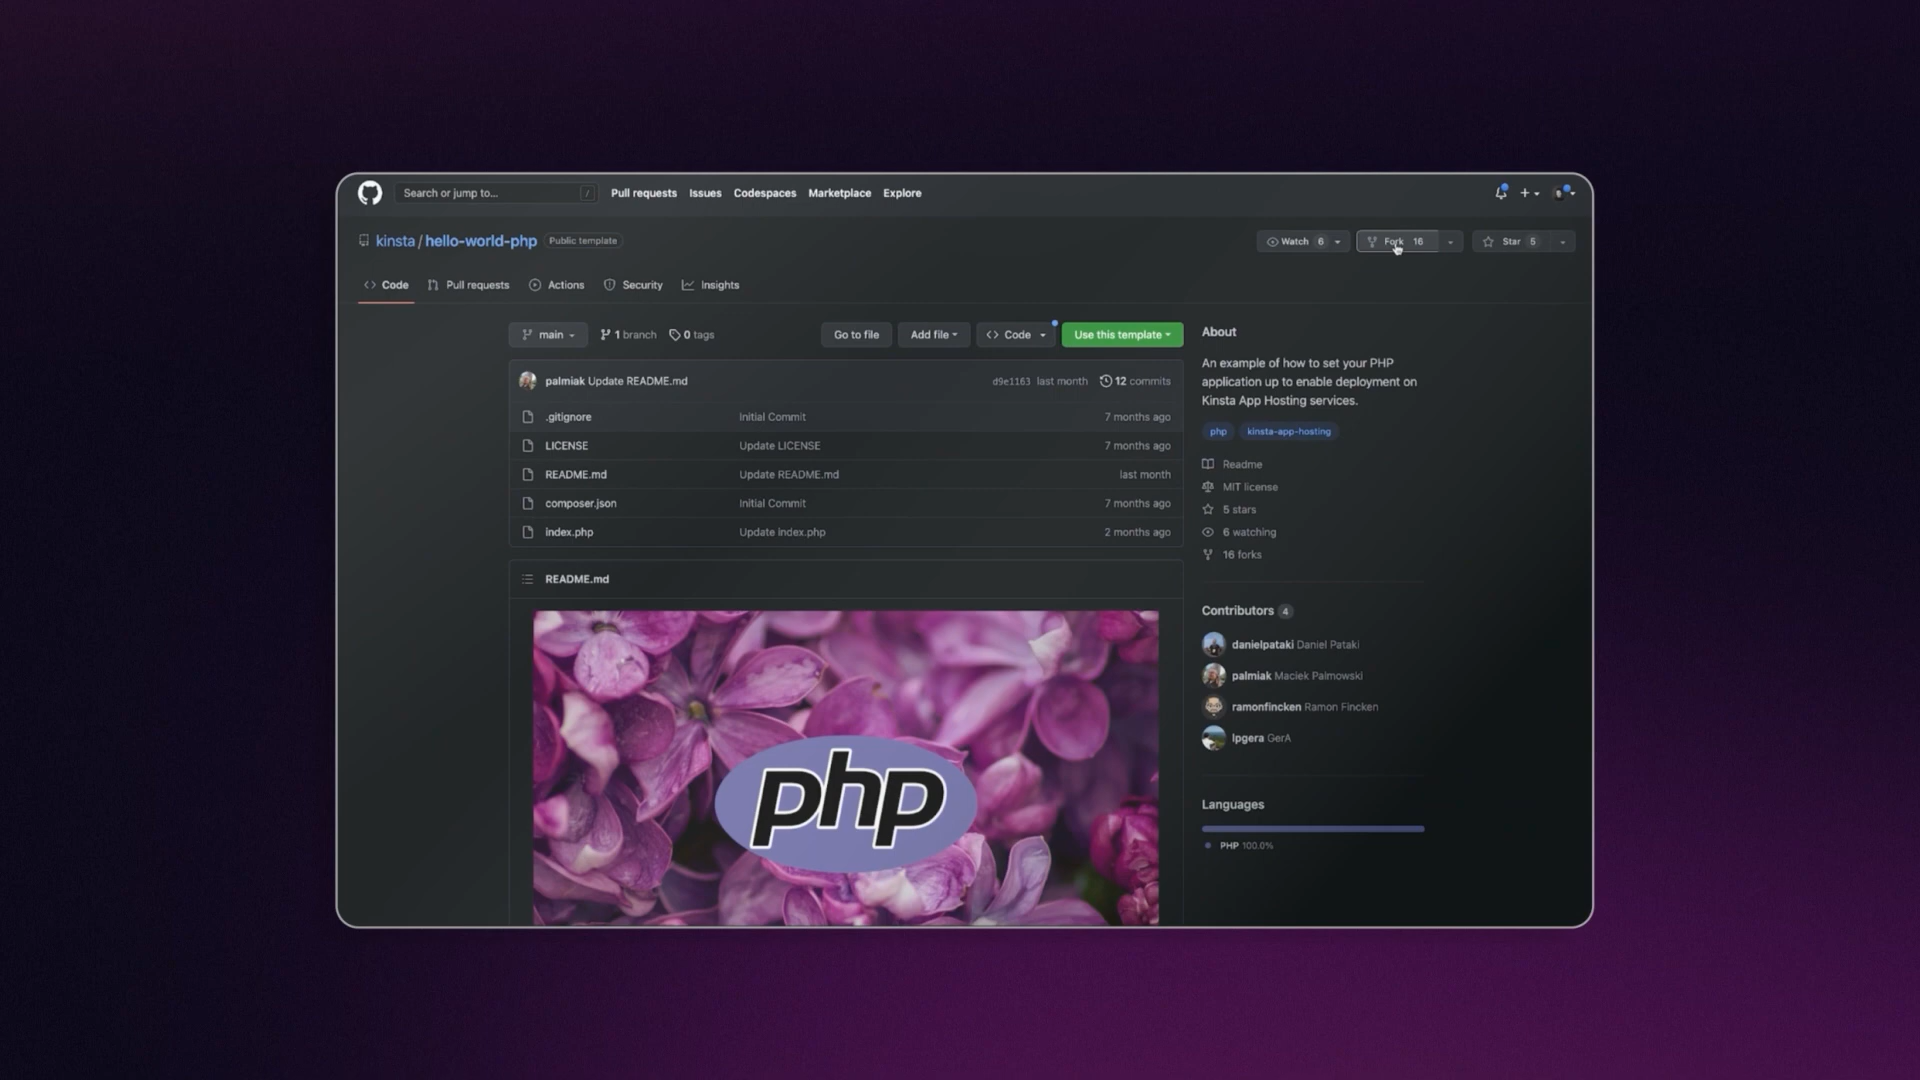 Search or jump to... / Pull requests Issues Codespaces Marketplace Explore
kinsta / hello-world-php Public template Watch 6 Fork 16 Star 5
Code Pull requests Actions Security Insights
main 1 branch 0 tags Go to file Add file Code Use this template
palmiak Update README.md d9e1163 last month 12 commits
.gitignore Initial Commit 7 months ago
LICENSE Update LICENSE 7 months ago
README.md Update README.md last month
composer.json Initial Commit 7 months ago
index.php Update index.php 2 months ago
README.md
php
About
An example of how to set your PHP
application up to enable deployment on
Kinsta App Hosting services.
php kinsta-app-hosting
Readme
MIT license
5 stars
6 watching
16 forks
Contributors 4
danielpataki Daniel Pataki
palmiak Maciek Palmowski
ramonfincken Ramon Fincken
lpgera GerA
Languages
PHP 100.0%